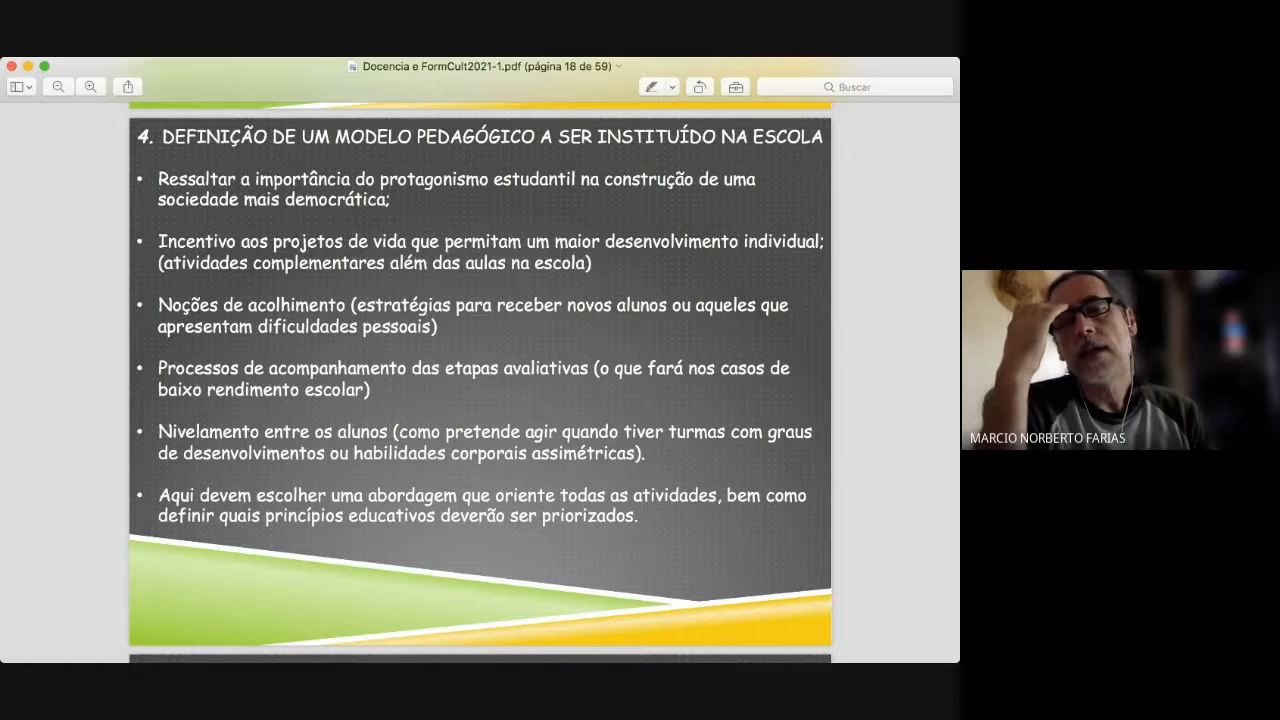 Docencia e FormCult2021-1.pdf (página 18 de 59)
Buscar
4. DEFINIÇÃO DE UM MODELO PEDAGÓGICO A SER INSTITUÍDO NA ESCOLA
• Ressaltar a importância do protagonismo estudantil na construção de uma
sociedade mais democrática;
• Incentivo aos projetos de vida que permitam um maior desenvolvimento individual;
(atividades complementares além das aulas na escola)
• Noções de acolhimento (estratégias para receber novos alunos ou aqueles que
apresentam dificuldades pessoais)
• Processos de acompanhamento das etapas avaliativas (o que fará nos casos de
baixo rendimento escolar)
• Nivelamento entre os alunos (como pretende agir quando tiver turmas com graus
de desenvolvimentos ou habilidades corporais assimétricas).
• Aqui devem escolher uma abordagem que oriente todas as atividades, bem como
definir quais princípios educativos deverão ser priorizados.
MARCIO NORBERTO FARIAS